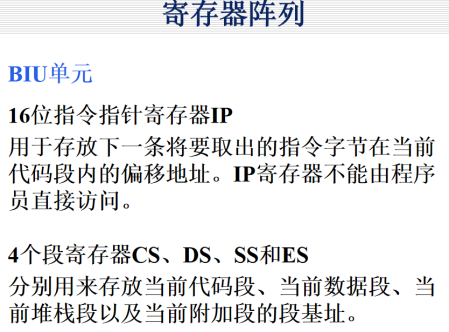 寄存器阵列
BIU单元
16位指令指针寄存器IP
用于存放下一条将要取出的指令字节在当前
代码段内的偏移地址。IP寄存器不能由程序
员直接访问。
4个段寄存器CS、DS、SS和ES
分别用来存放当前代码段、当前数据段、当
前堆栈段以及当前附加段的段基址。